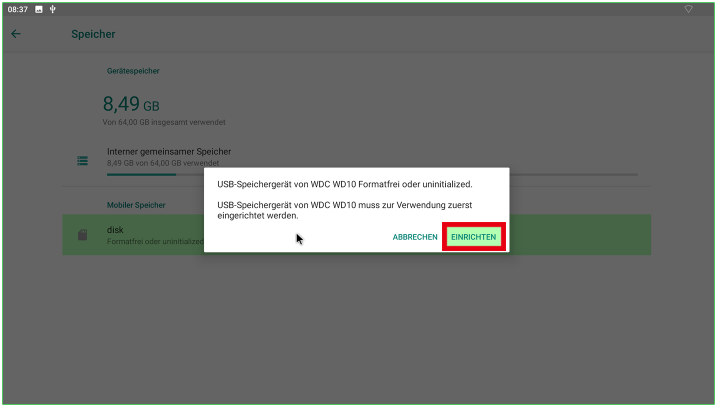 08:37
Speicher
Gerätespeicher
8,49 GB
Von 64,00 GB insgesamt verwendet
Interner gemeinsamer Speicher
8,49 GB von 64,00 GB verwendet
USB-Speichergerät von WDC WD10 Formatfrei oder uninitialized.
USB-Speichergerät von WDC WD10 muss zur Verwendung zuerst
eingerichtet werden.
Mobiler Speicher
disk
Formatfrei oder uninitialized
ABBRECHEN EINRICHTEN